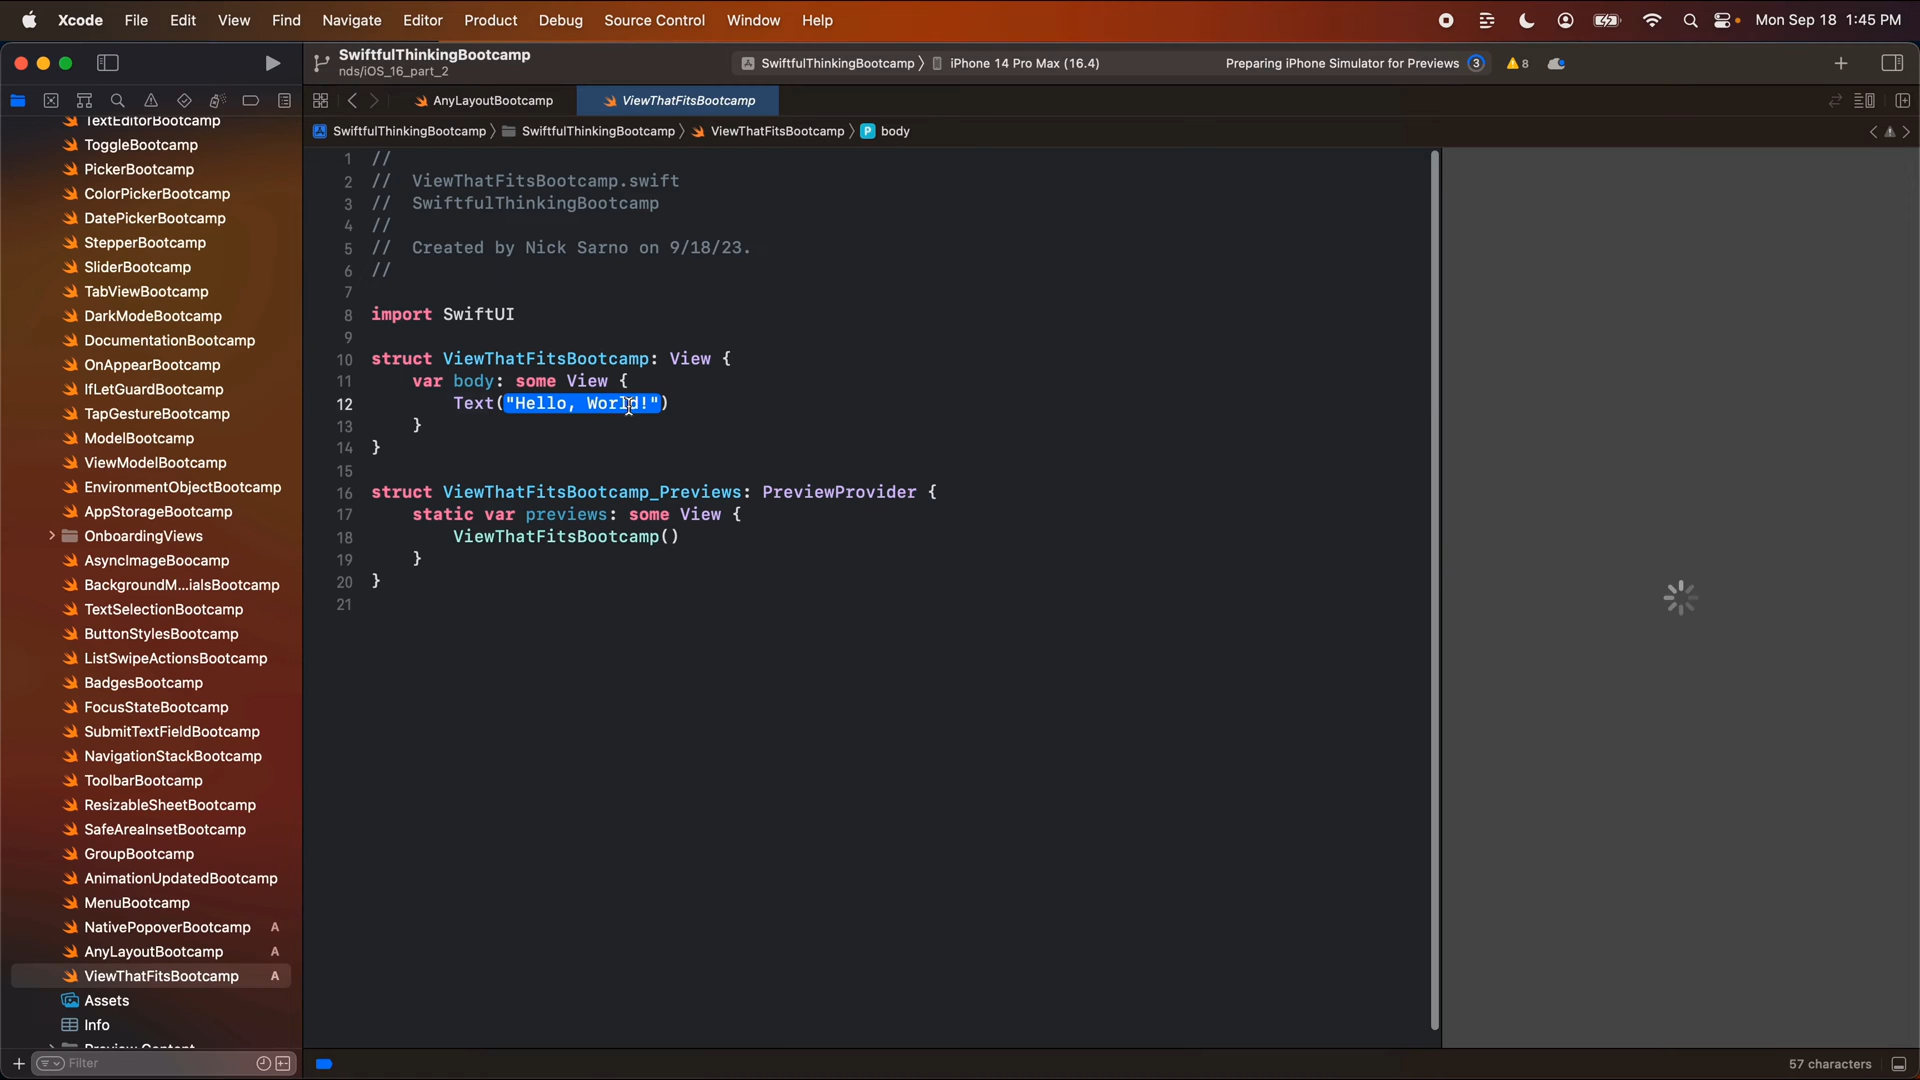 Xcode File Edit View Find Navigate Editor Product Debug Source Control Window Help Mon Sep 18 1:45 PM
SwiftfulThinkingBootcamp
nds/iOS_16_part_2
SwiftfulThinkingBootcamp iPhone 14 Pro Max (16.4) Preparing iPhone Simulator for Previews 3 8
AnyLayoutBootcamp ViewThatFitsBootcamp
SwiftfulThinkingBootcamp SwiftfulThinkingBootcamp ViewThatFitsBootcamp P body
TextEditorBootcamp
ToggleBootcamp
PickerBootcamp
ColorPickerBootcamp
DatePickerBootcamp
StepperBootcamp
SliderBootcamp
TabViewBootcamp
DarkModeBootcamp
DocumentationBootcamp
OnAppearBootcamp
IfLetGuardBootcamp
TapGestureBootcamp
ModelBootcamp
ViewModelBootcamp
EnvironmentObjectBootcamp
AppStorageBootcamp
OnboardingViews
AsyncImageBoocamp
BackgroundM...ialsBootcamp
TextSelectionBootcamp
ButtonStylesBootcamp
ListSwipeActionsBootcamp
BadgesBootcamp
FocusStateBootcamp
SubmitTextFieldBootcamp
NavigationStackBootcamp
ToolbarBootcamp
ResizableSheetBootcamp
SafeAreaInsetBootcamp
GroupBootcamp
AnimationUpdatedBootcamp
MenuBootcamp
NativePopoverBootcamp A
AnyLayoutBootcamp A
ViewThatFitsBootcamp A
Assets
Info
Preview Content
Filter
1 //
2 // ViewThatFitsBootcamp.swift
3 // SwiftfulThinkingBootcamp
4 //
5 // Created by Nick Sarno on 9/18/23.
6 //
7
8 import SwiftUI
9
10 struct ViewThatFitsBootcamp: View {
11 var body: some View {
12 Text("Hello, World!")
13 }
14 }
15
16 struct ViewThatFitsBootcamp_Previews: PreviewProvider {
17 static var previews: some View {
18 ViewThatFitsBootcamp()
19 }
20 }
21
57 characters